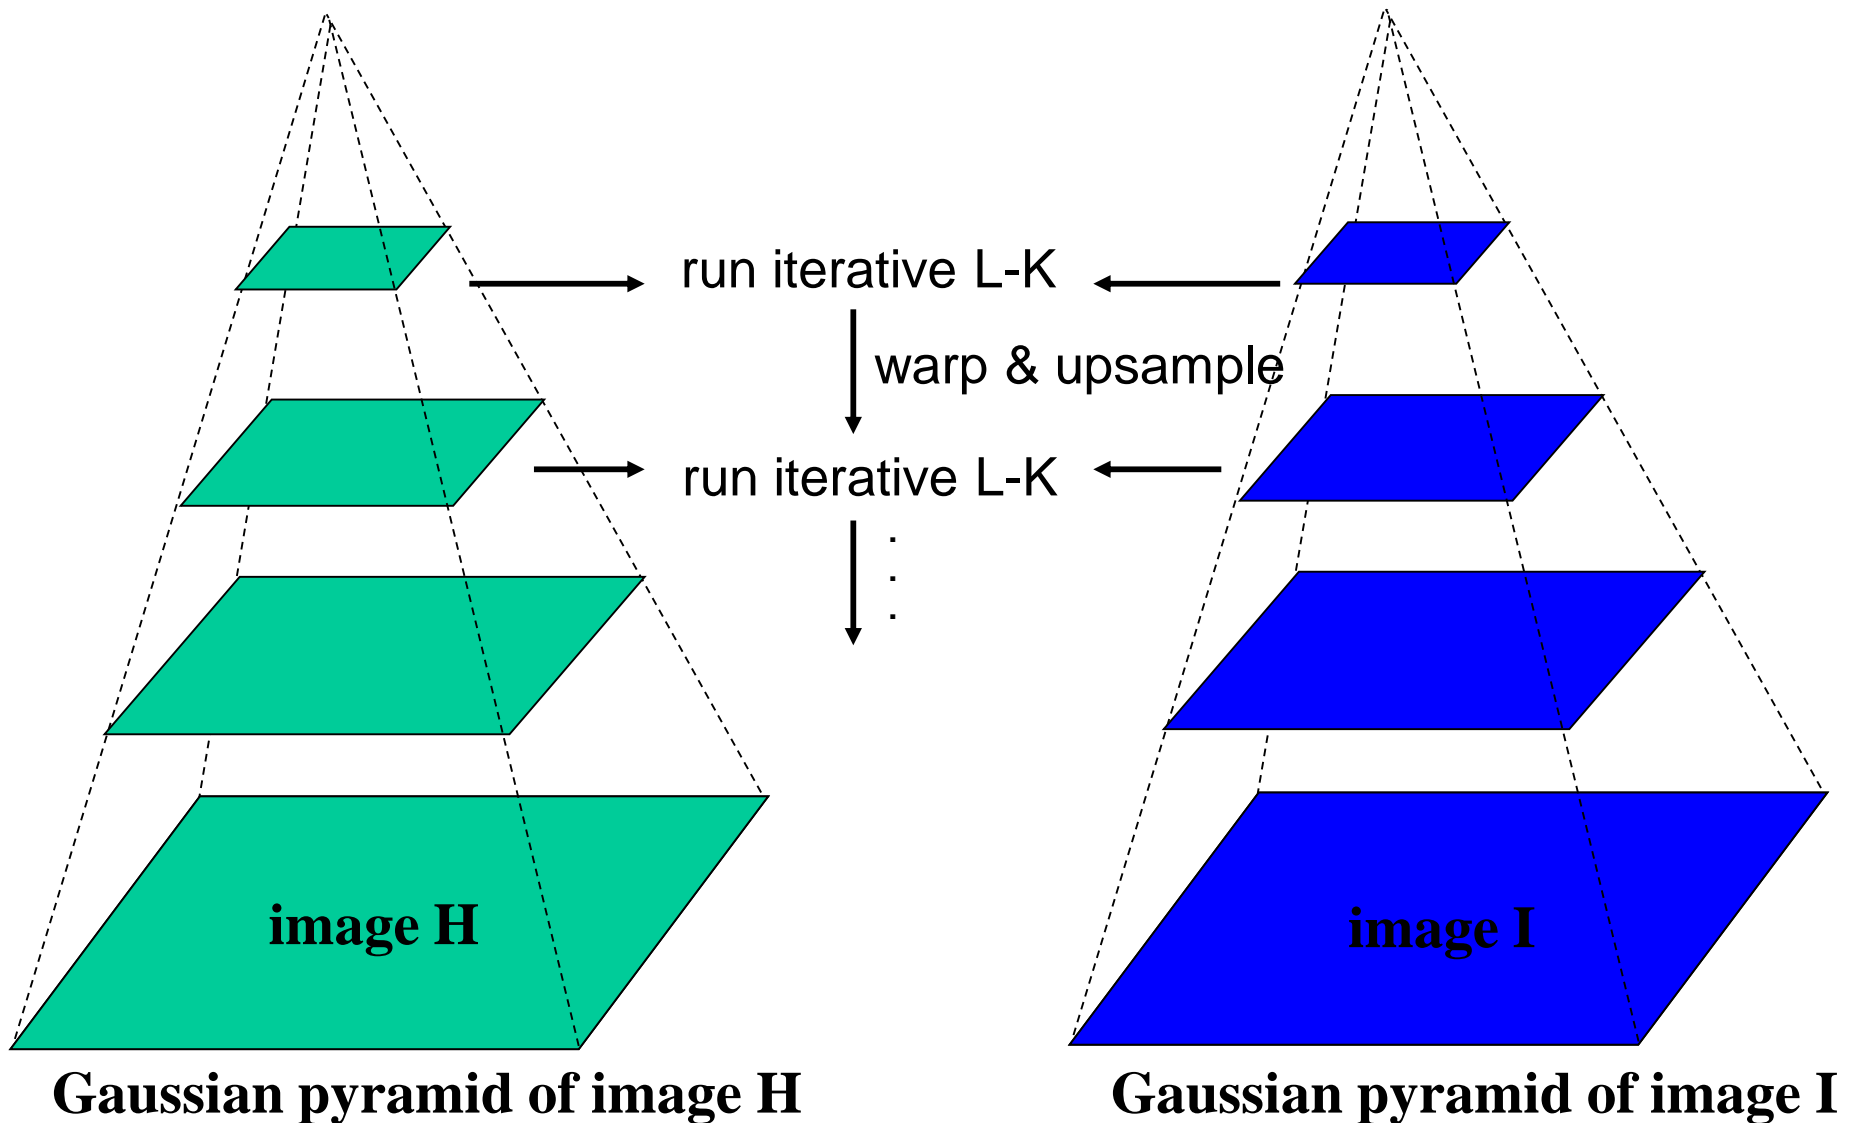 run iterative L-K
warp & upsample
run iterative L-K
.
.
.
image H
image I
Gaussian pyramid of image H
Gaussian pyramid of image I